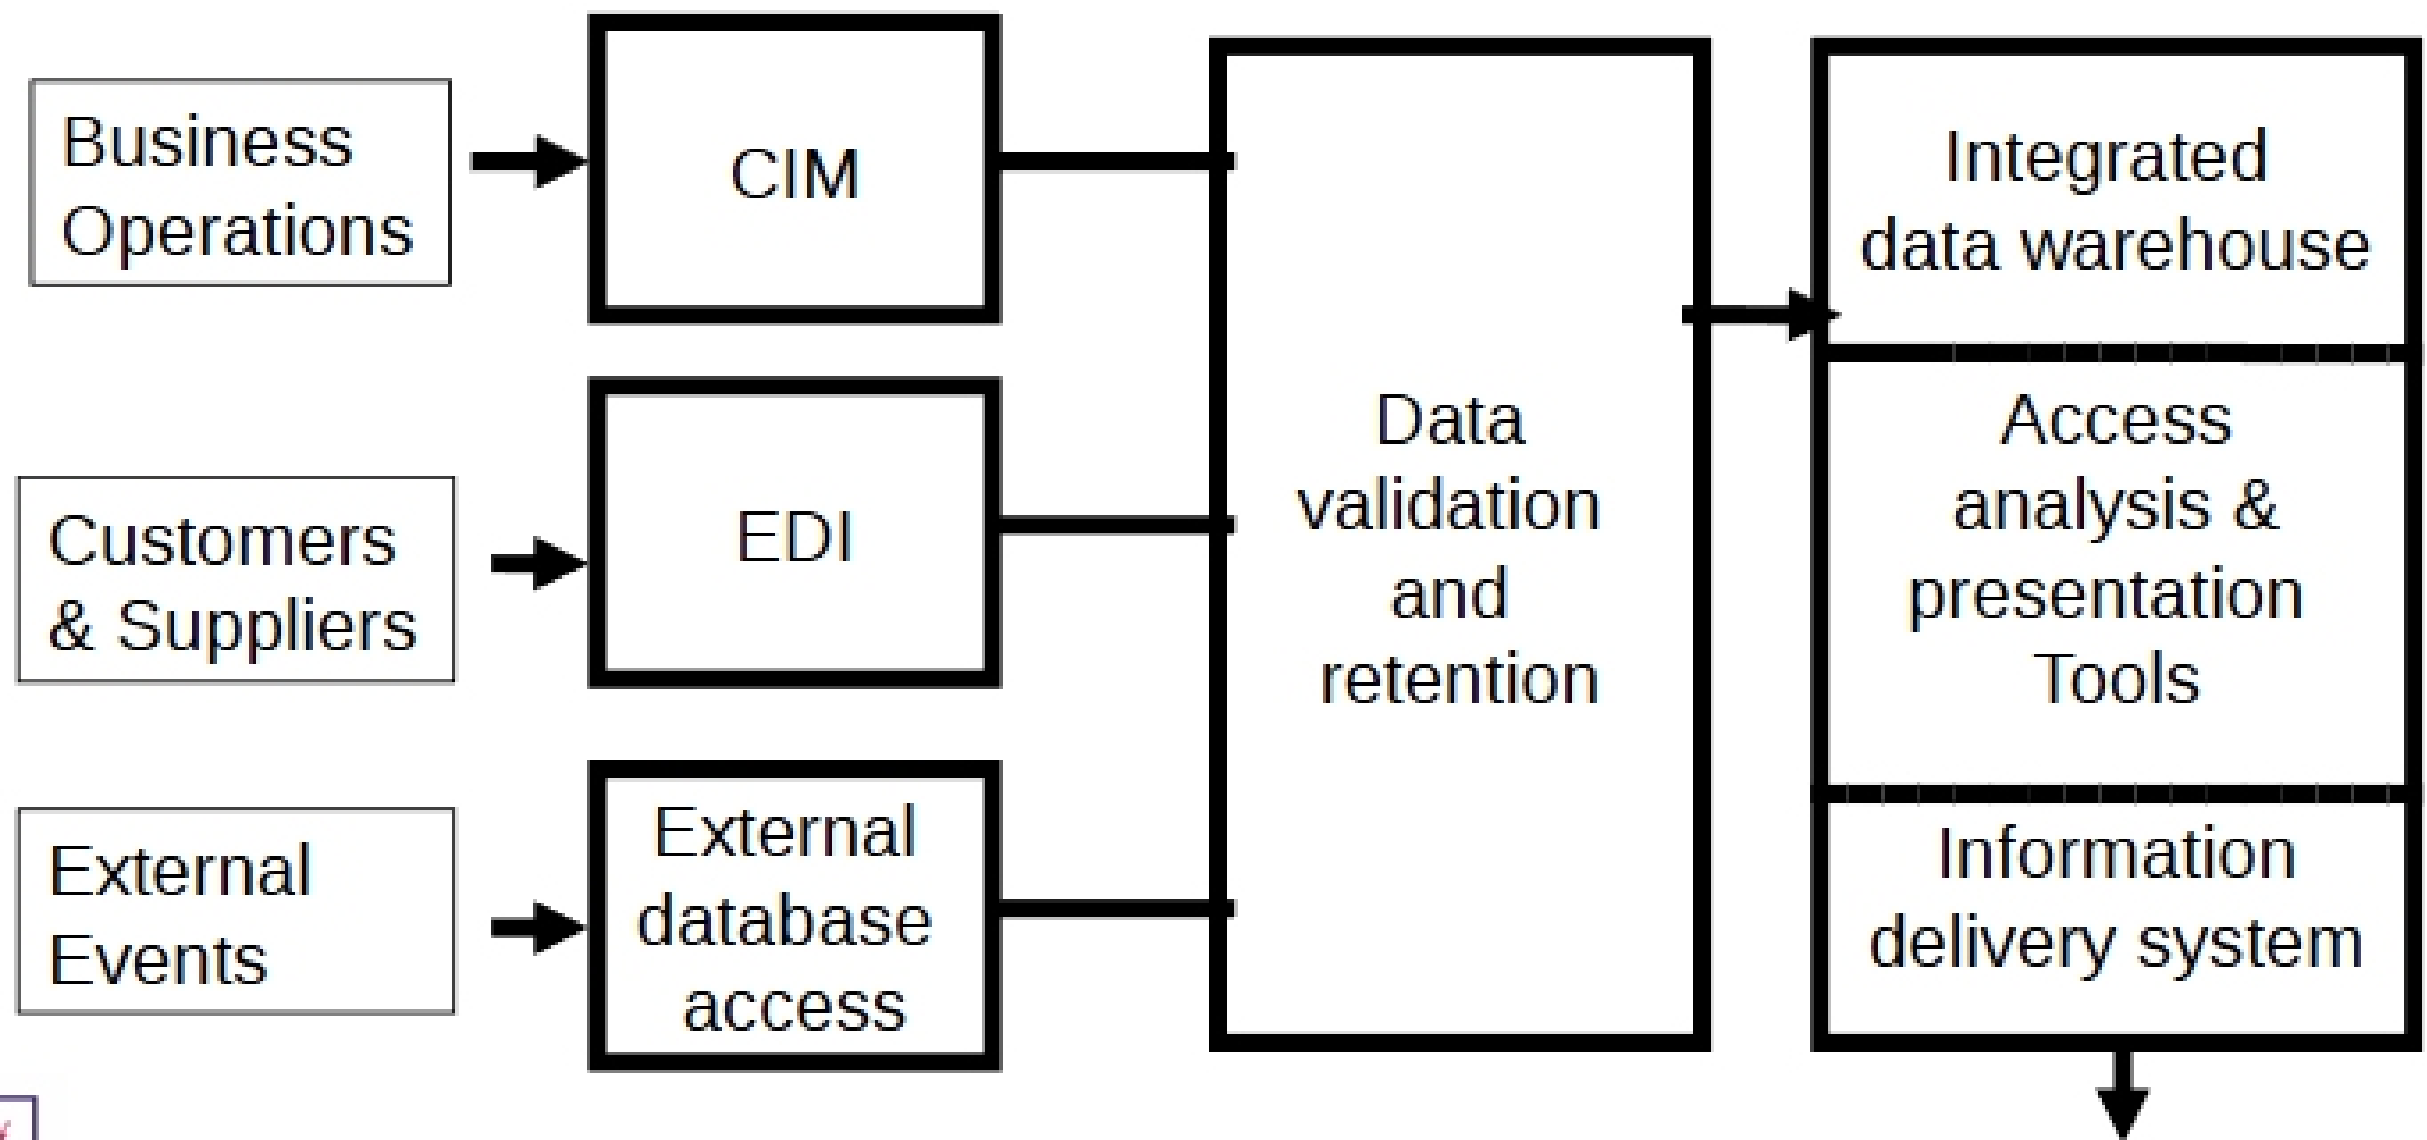 Business
Operations
CIM
Customers
& Suppliers
EDI
External
Events
External
database
access
Data
validation
and
retention
Integrated
data warehouse
Access
analysis &
presentation
Tools
Information
delivery system